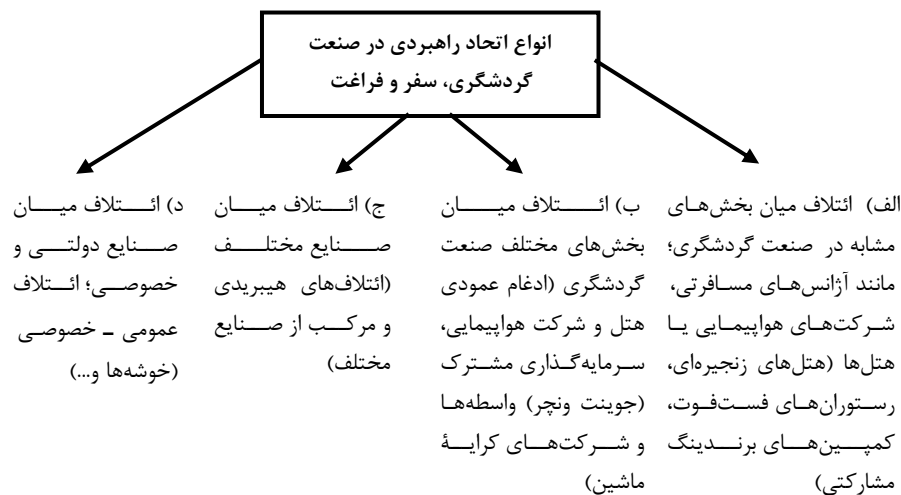 انواع اتحاد راهبردی در صنعت
گردشگری، سفر و فراغت
الف) ائتلاف میان بخش‌های
مشابه در صنعت گردشگری؛
مانند آژانس‌های مسافرتی،
شرکت‌های هواپیمایی یا
هتل‌ها (هتل‌های زنجیره‌ای،
رستوران‌های فست‌فوت،
کمپین‌های برندینگ
مشارکتی)
ب) ائتلاف میان
بخش‌های مختلف صنعت
گردشگری (ادغام عمودی
هتل و شرکت هواپیمایی،
سرمایه‌گذاری مشترک
(جوینت ونچر) واسطه‌ها
و شرکت‌های کرایهٔ
ماشین)
ج) ائتلاف میان
صنایع مختلف
(ائتلاف‌های هیبریدی
و مرکب از صنایع
مختلف)
د) ائتلاف میان
صنایع دولتی و
خصوصی؛ ائتلاف
عمومی ـ خصوصی
(خوشه‌ها و...)